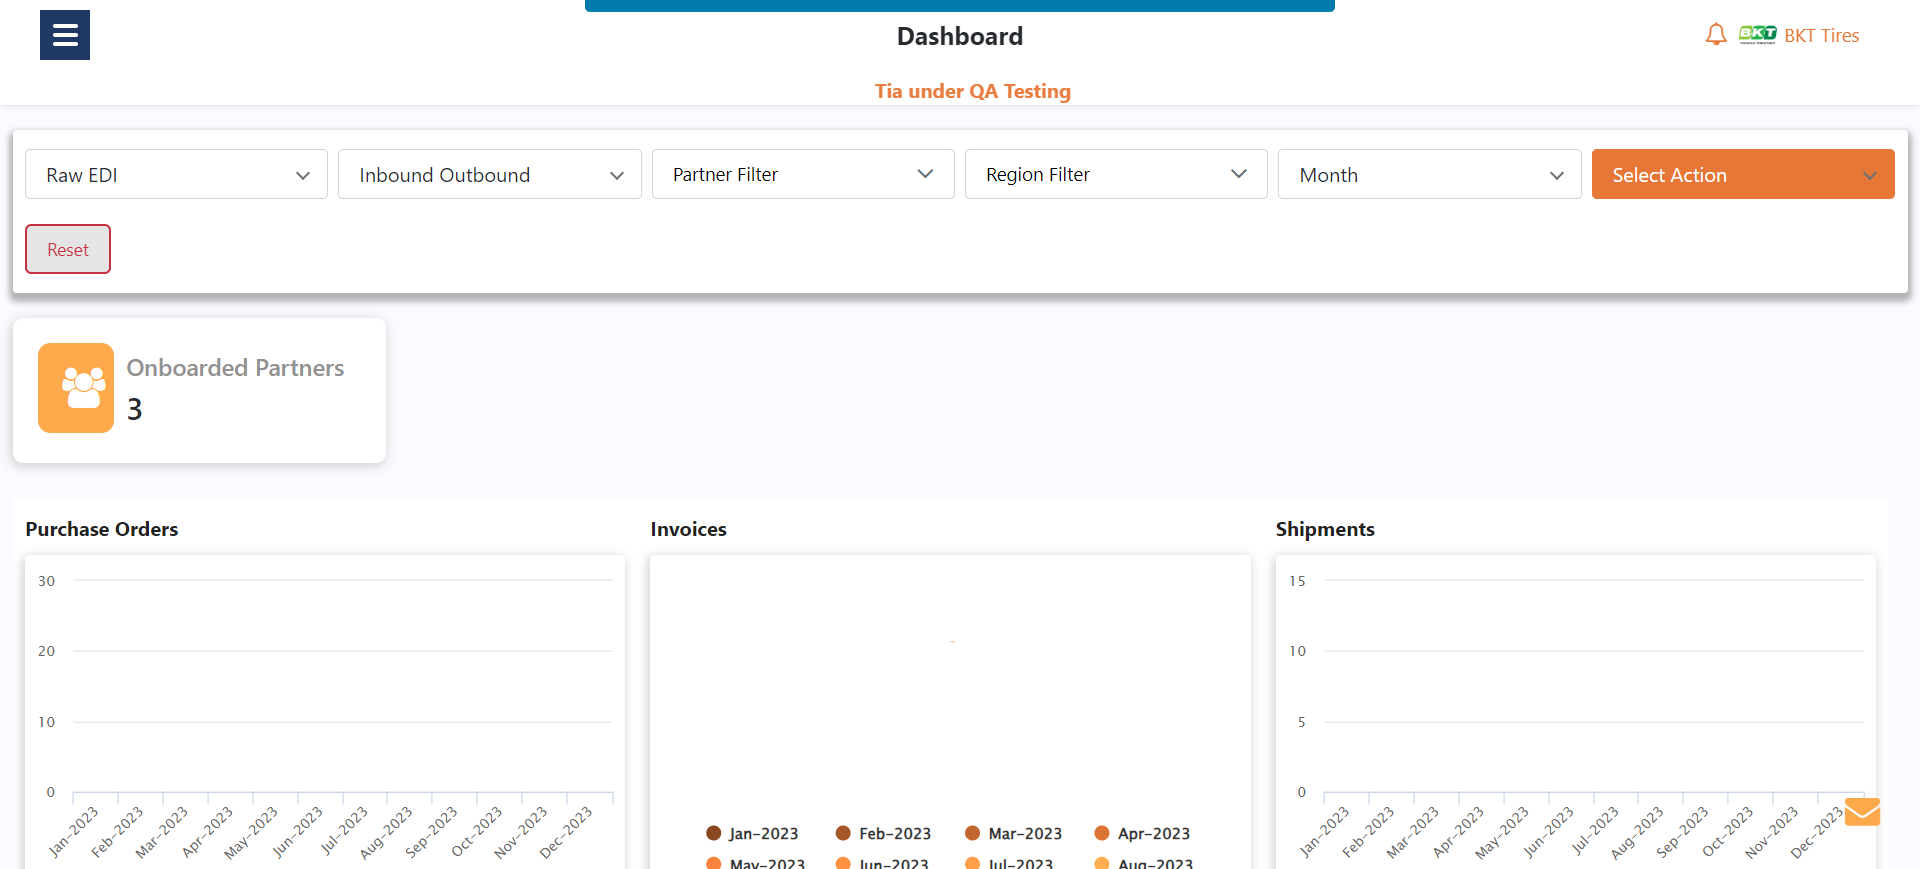 Dashboard
BKT BKT Tires
Tia under QA Testing
Raw EDI
Inbound Outbound
Partner Filter
Region Filter
Month
Select Action
Reset
Onboarded Partners
3
Purchase Orders
30
20
10
0
Jan-2023
Feb-2023
Mar-2023
Apr-2023
May-2023
Jun-2023
Jul-2023
Aug-2023
Sep-2023
Oct-2023
Nov-2023
Dec-2023
Invoices
Jan-2023 Feb-2023 Mar-2023 Apr-2023
May-2023 Jun-2023 Jul-2023 Aug-2023
Shipments
15
10
5
0
Jan-2023
Feb-2023
Mar-2023
Apr-2023
May-2023
Jun-2023
Jul-2023
Aug-2023
Sep-2023
Oct-2023
Nov-2023
Dec-2023